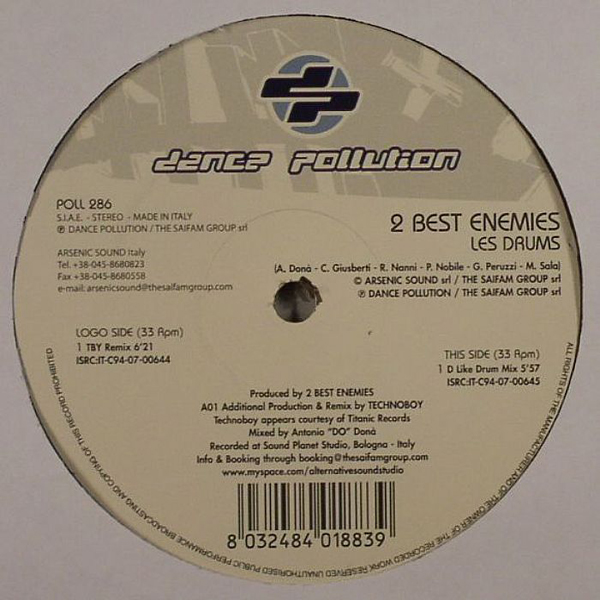 dp
dance pollution
POLL 286
S.I.A.E. - STEREO - MADE IN ITALY
℗ DANCE POLLUTION / THE SAIFAM GROUP srl
ARSENIC SOUND Italy
Tel. +38-045-8680823
Fax +38-045-8680558
e-mail: arsenicsound@thesaifamgroup.com
2 BEST ENEMIES
LES DRUMS
(A. Donà - C. Giusberti - R. Nanni - P. Nobile - G. Peruzzi - M. Sala)
© ARSENIC SOUND srl / THE SAIFAM GROUP srl
℗ DANCE POLLUTION / THE SAIFAM GROUP srl
LOGO SIDE (33 Rpm)
1 TBY Remix 6'21
ISRC:IT-C94-07-00644
THIS SIDE (33 Rpm)
1 D Like Drum Mix 5'57
ISRC:IT-C94-07-00645
Produced by 2 BEST ENEMIES
A01 Additional Production & Remix by TECHNOBOY
Technoboy appears courtesy of Titanic Records
Mixed by Antonio "DO" Donà
Recorded at Sound Planet Studio, Bologna - Italy
Info & Booking through booking@thesaifamgroup.com
www.myspace.com/alternativesoundstudio
8 032484 018839
ALL RIGHTS OF THE MANUFACTURER AND OF THE OWNER OF THE RECORDED WORK RESERVED UNAUTHORISED PUBLIC PERFORMANCE BROADCASTING AND COPYING OF THIS RECORD PROHIBITED